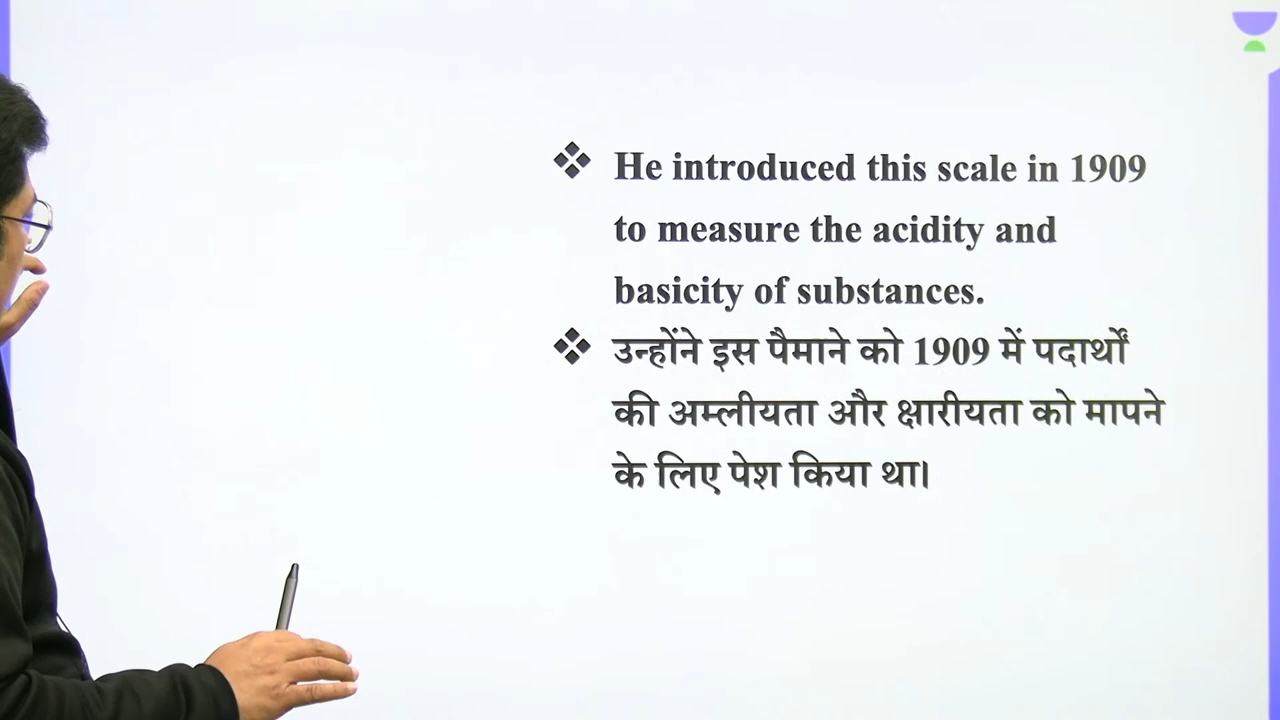 He introduced this scale in 1909
to measure the acidity and
basicity of substances.
उन्होंने इस पैमाने को 1909 में पदार्थों
की अम्लीयता और क्षारीयता को मापने
के लिए पेश किया था।